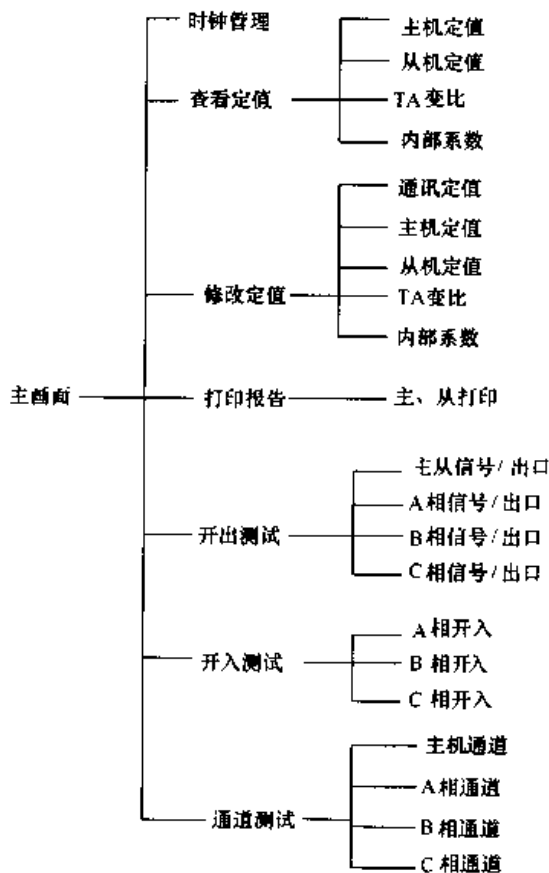 时钟管理
查看定值
主机定值
从机定值
TA变比
内部系数
修改定值
通讯定值
主机定值
从机定值
TA变比
内部系数
主画面
打印报告
主、从打印
开出测试
主从信号/出口
A相信号/出口
B相信号/出口
C相信号/出口
开入测试
A相开入
B相开入
C相开入
通道测试
主机通道
A相通道
B相通道
C相通道